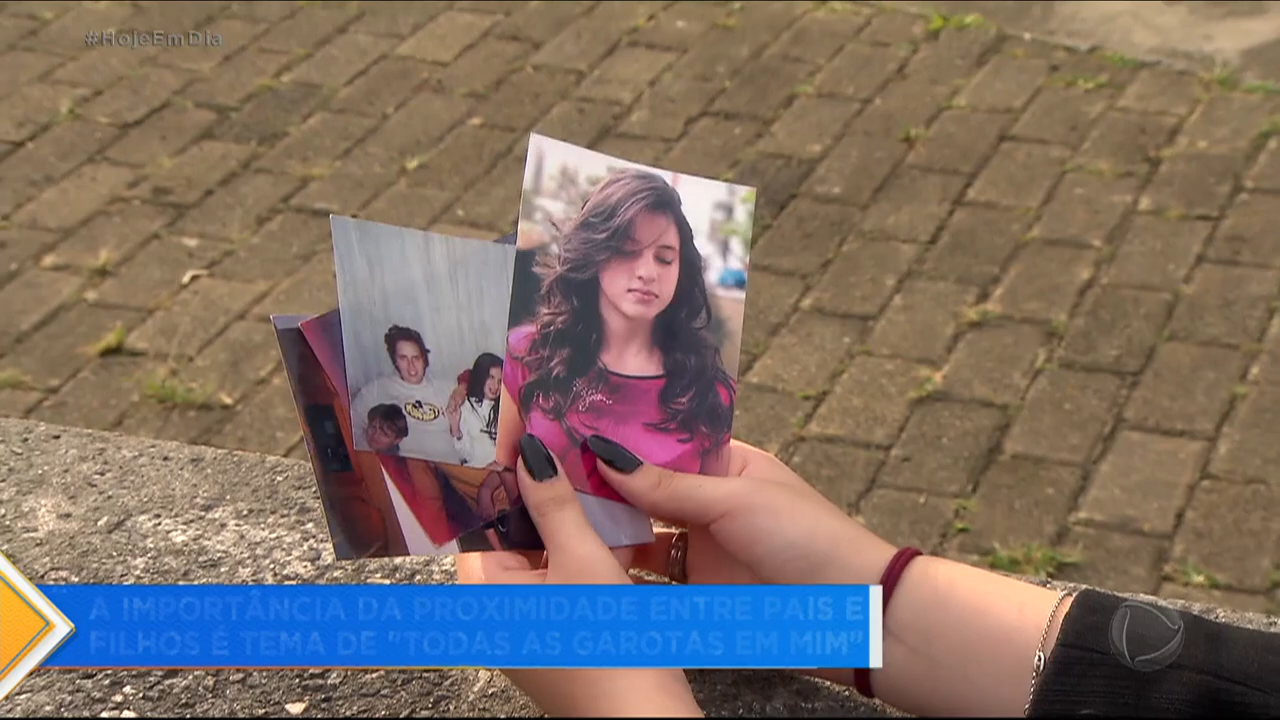 #HojeEmDia
A IMPORTÂNCIA DA PROXIMIDADE ENTRE PAIS E
FILHOS É TEMA DE "TODAS AS GAROTAS EM MIM"